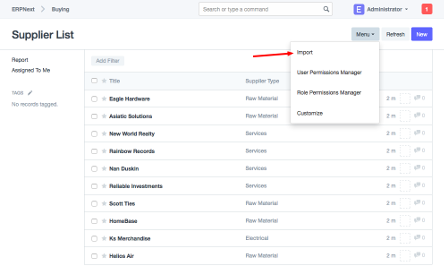 ERPNext > Buying
Search or type a command
E Administrator
Supplier List
Menu Refresh New
Report
Assigned To Me
TAGS
No records tagged.
Add Filter
Title Supplier Type
Import
User Permissions Manager
Role Permissions Manager
Customize
Eagle Hardware Raw Material 2 m 0
Asiatic Solutions Raw Material 2 m 0
New World Realty Services 2 m 0
Rainbow Records Services 2 m 0
Nan Duskin Services 2 m 0
Reliable Investments Services 2 m 0
Scott Ties Raw Material 2 m 0
HomeBase Raw Material 2 m 0
Ks Merchandise Electrical 2 m 0
Helios Air Raw Material 2 m 0